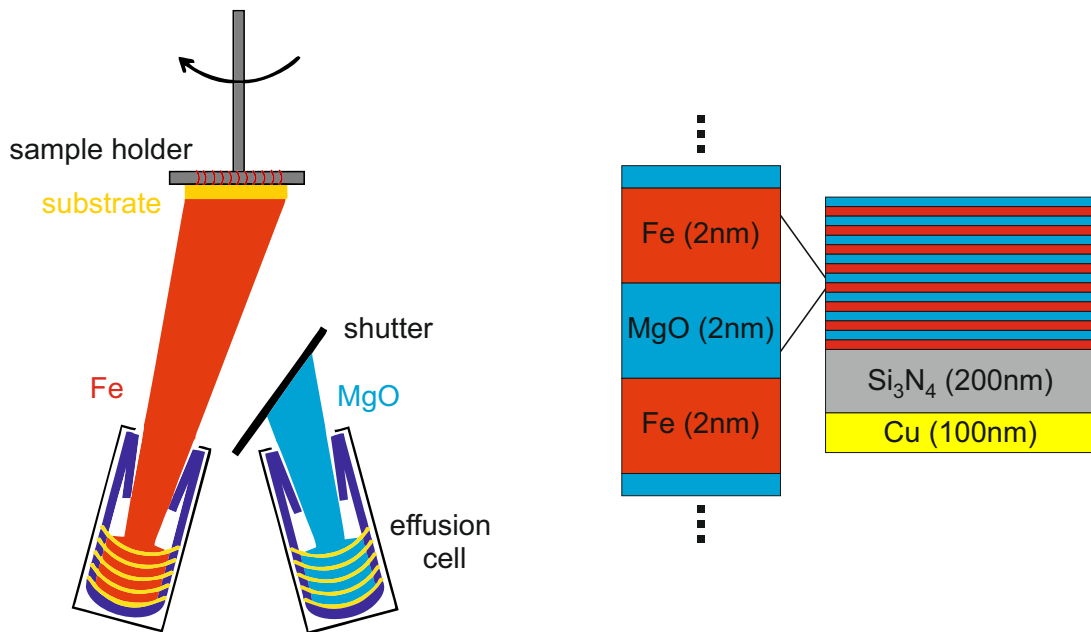 sample holder
substrate
shutter
Fe
MgO
effusion
cell
Fe (2nm)
MgO (2nm)
Fe (2nm)
Si₃N₄ (200nm)
Cu (100nm)